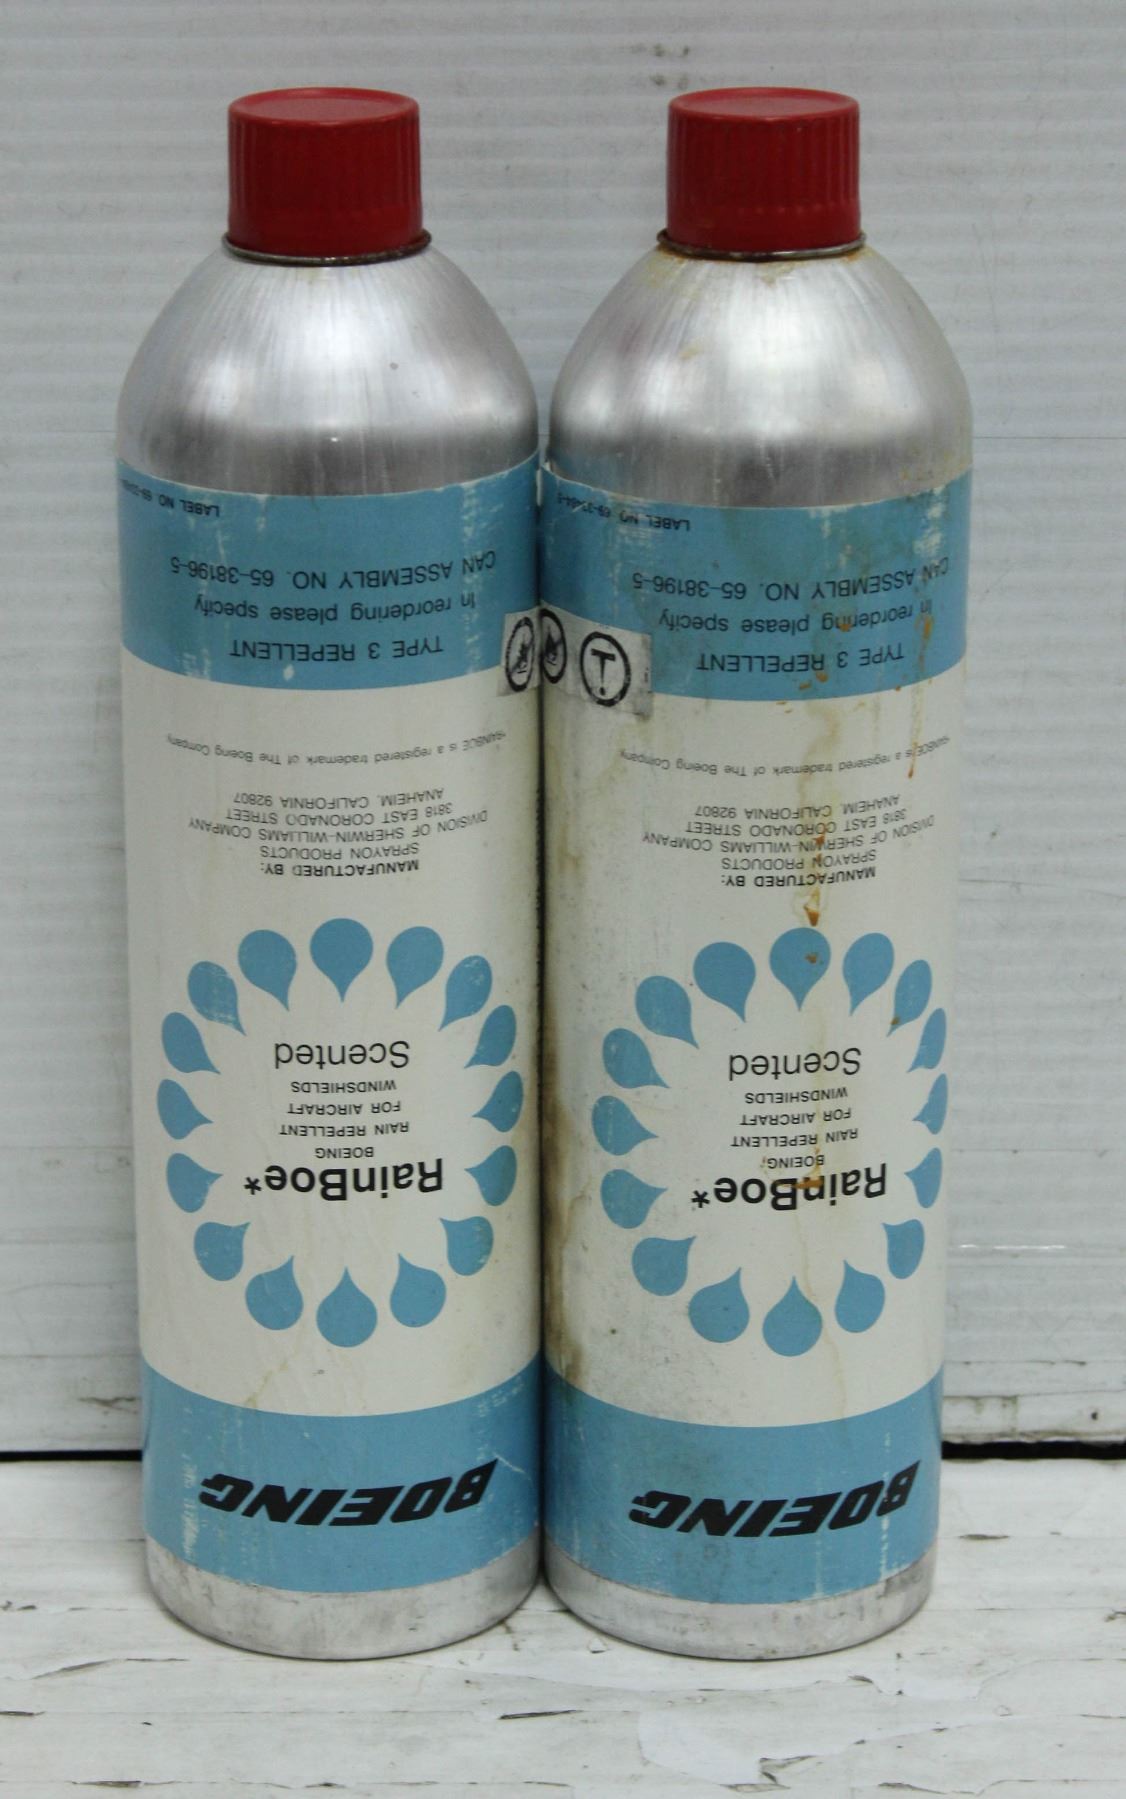 BOEING
RainBoe*
BOEING
RAIN REPELLENT
FOR AIRCRAFT
WINDSHIELDS
Scented
MANUFACTURED BY:
SPRAYON PRODUCTS
DIVISION OF SHERWIN-WILLIAMS COMPANY
3818 EAST CORONADO STREET
ANAHEIM, CALIFORNIA 92807
*RAINBOE is a registered trademark of The Boeing Company
TYPE 3 REPELLENT
In reordering please specify
CAN ASSEMBLY NO. 65-38196-5
LABEL NO.
BOEING
RainBoe*
BOEING
RAIN REPELLENT
FOR AIRCRAFT
WINDSHIELDS
Scented
MANUFACTURED BY:
SPRAYON PRODUCTS
DIVISION OF SHERWIN-WILLIAMS COMPANY
3818 EAST CORONADO STREET
ANAHEIM, CALIFORNIA 92807
*RAINBOE is a registered trademark of The Boeing Company
TYPE 3 REPELLENT
In reordering please specify
CAN ASSEMBLY NO. 65-38196-5
LABEL NO.